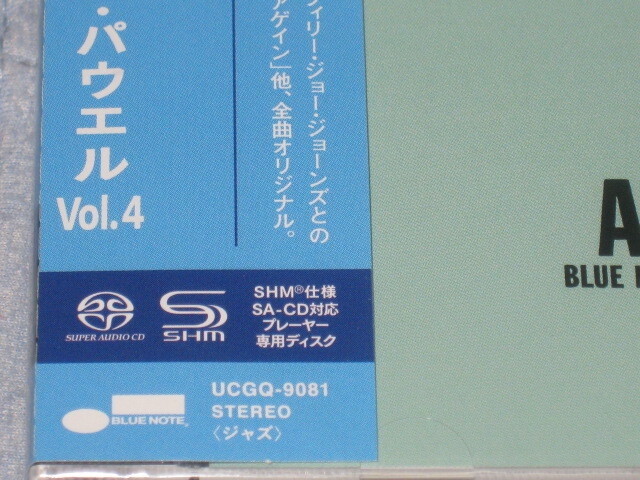 ・パウエル
Vol.4
ィリー・ジョー・ジョーンズとの
アゲイン」他、全曲オリジナル。
SUPER AUDIO CD
SHM
SHM®仕様
SA-CD対応
プレーヤー
専用ディスク
BLUE NOTE
UCGQ-9081
STEREO
〈ジャズ〉
A
BLUE